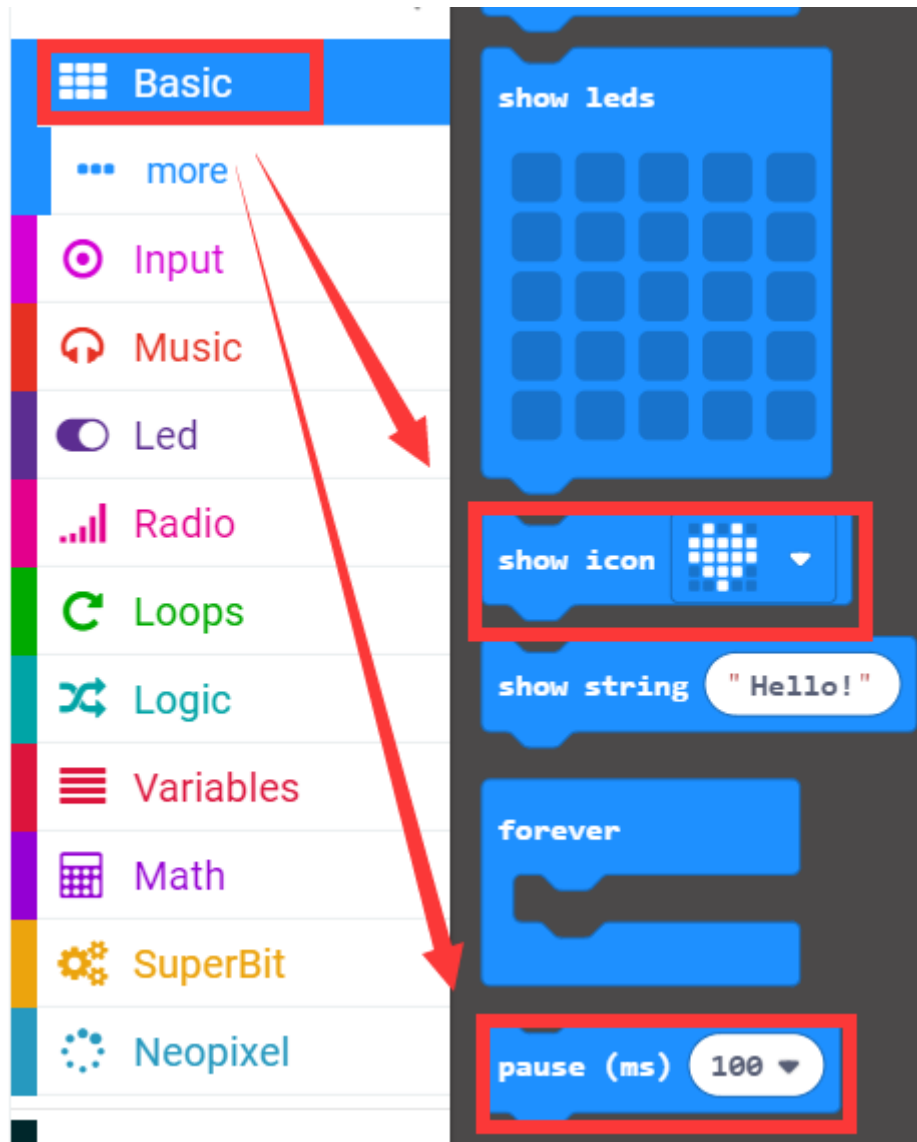 Basic
more
Input
Music
Led
Radio
Loops
Logic
Variables
Math
SuperBit
Neopixel
show leds
show icon
show string "Hello!"
forever
pause (ms) 100